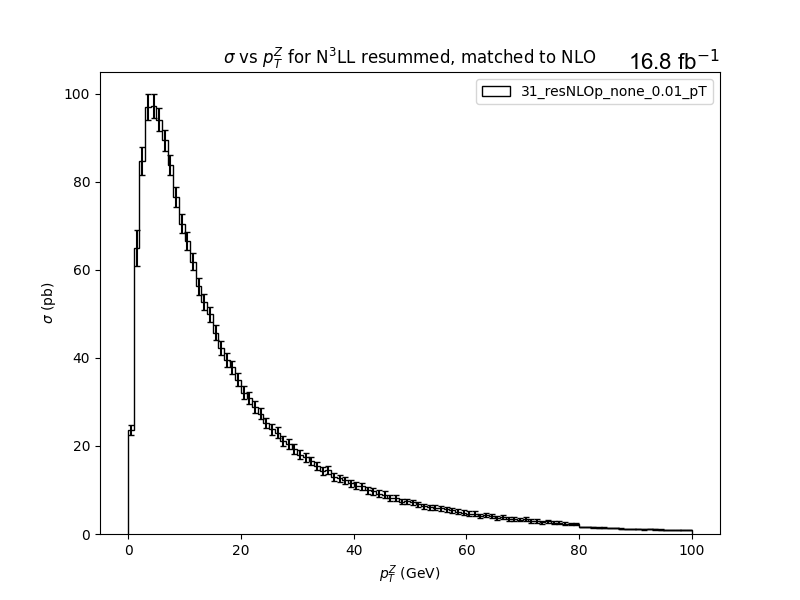 σ vs p_T^Z for N³LL resummed, matched to NLO
16.8 fb⁻¹
31_resNLOp_none_0.01_pT
100
80
60
40
20
0
σ (pb)
0 20 40 60 80 100
p_T^Z (GeV)